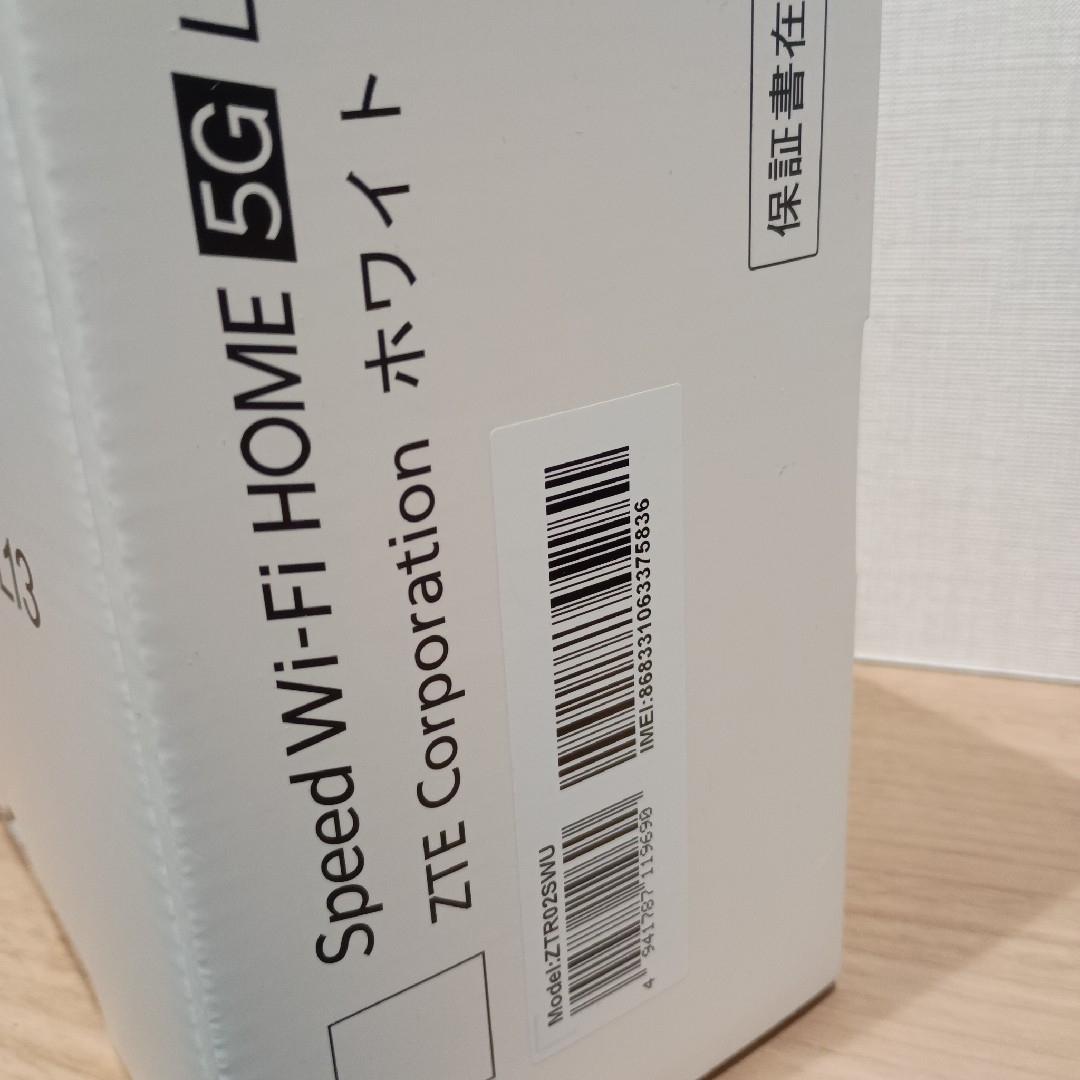 Speed Wi-Fi HOME 5G L
ZTE Corporation ホワイト
保証書在
Model:ZTR02SWU
4 941787 119690
IMEI:868331063375836
L13